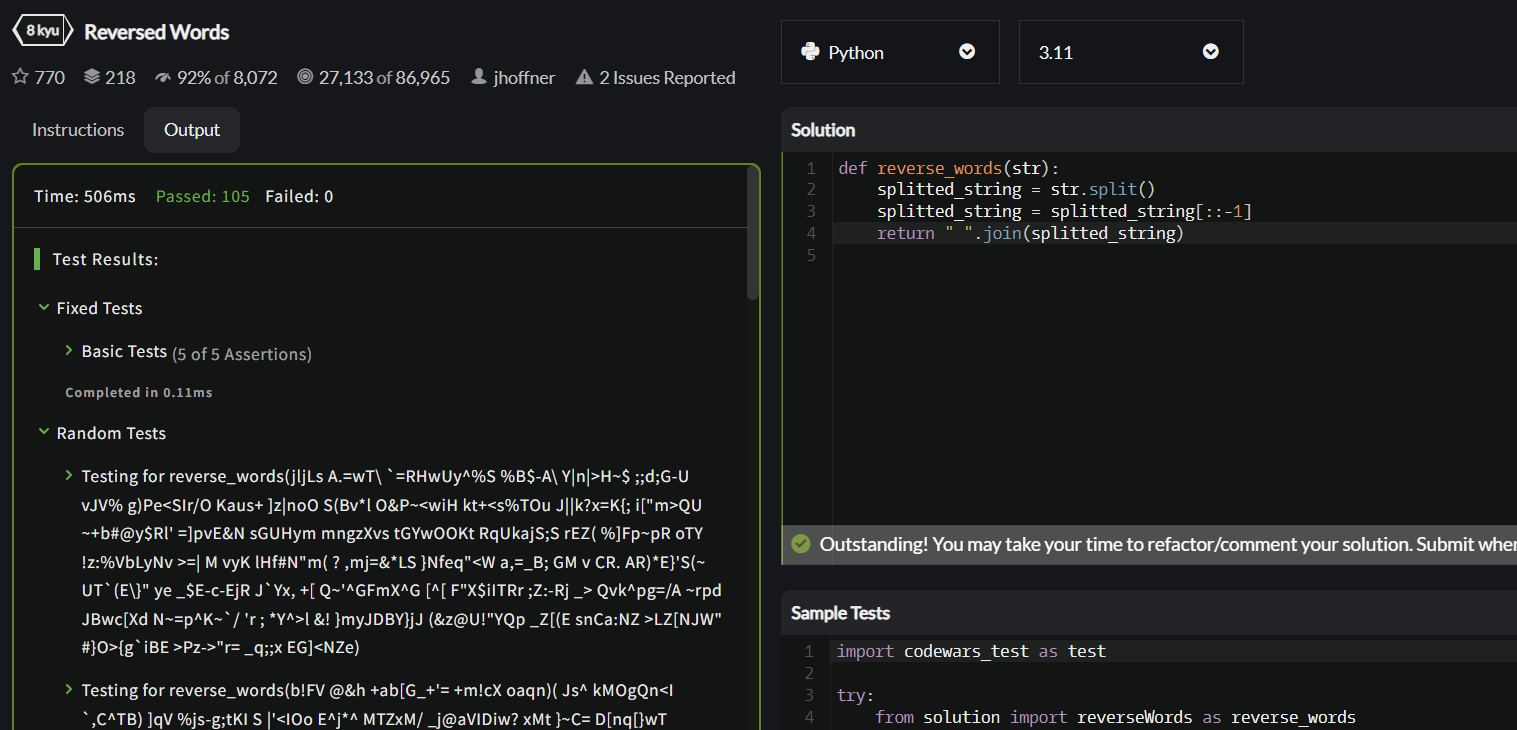 8 kyu Reversed Words
770 218 92% of 8,072 27,133 of 86,965 jhoffner 2 Issues Reported
Instructions Output
Time: 506ms Passed: 105 Failed: 0
Test Results:
Fixed Tests
Basic Tests (5 of 5 Assertions)
Completed in 0.11ms
Random Tests
Testing for reverse_words(jljLs A.=wT\ `=RHwUy^%S %B$-A\ Y|n|>H~$ ;;d;G-U
vJV% g)Pe<SIr/O Kaus+ ]z|noO S(Bv*l O&P~<wiH kt+<s%TOu J||k?x=K{; i["m>QU
~+b#@y$Rl' =]pvE&N sGUHym mngzXvs tGYwOOKt RqUkajS;S rEZ( %]Fp~pR oTY
!z:%VbLyNv >=| M vyK lHf#N"m( ? ,mj=&*LS }Nfeq"<W a,=_B; GM v CR. AR)*E}'S(~
UT`(E\}" ye _$E-c-EjR J`Yx, +[ Q~'^GFmX^G [^[ F"X$iITRr ;Z:-Rj _> Qvk^pg=/A ~rpd
JBwc[Xd N~=p^K~`/ 'r ; *Y^>l &! }myJDBY}jJ (&z@U!"YQp _Z[(E snCa:NZ >LZ[NJW"
#}O>{g`iBE >Pz->"r= _q;;x EG]<NZe)
Testing for reverse_words(b!FV @&h +ab[G_+'= +m!cX oaqn)( Js^ kMOgQn<I
`,C^TB) ]qV %js-g;tKI S |'<IOo E^j*^ MTZxM/ _j@aVIDiw? xMt }~C= D[nq[}wT
Python 3.11
Solution
1 def reverse_words(str):
2 splitted_string = str.split()
3 splitted_string = splitted_string[::-1]
4 return " ".join(splitted_string)
5
Outstanding! You may take your time to refactor/comment your solution. Submit when
Sample Tests
1 import codewars_test as test
2
3 try:
4 from solution import reverseWords as reverse_words